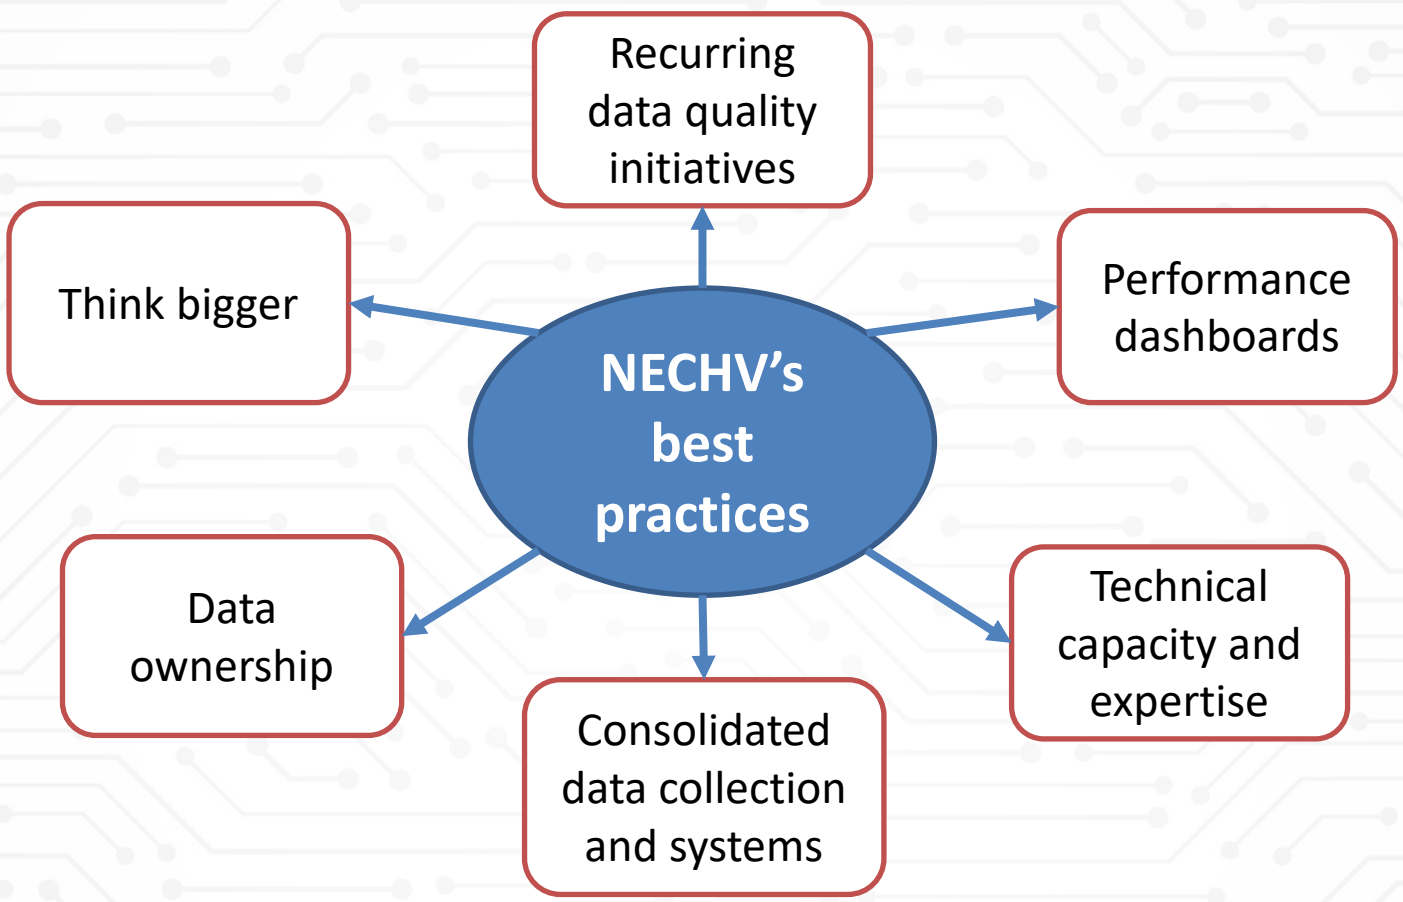 Recurring
data quality
initiatives
Think bigger
Performance
dashboards
NECHV’s
best
practices
Data
ownership
Technical
capacity and
expertise
Consolidated
data collection
and systems